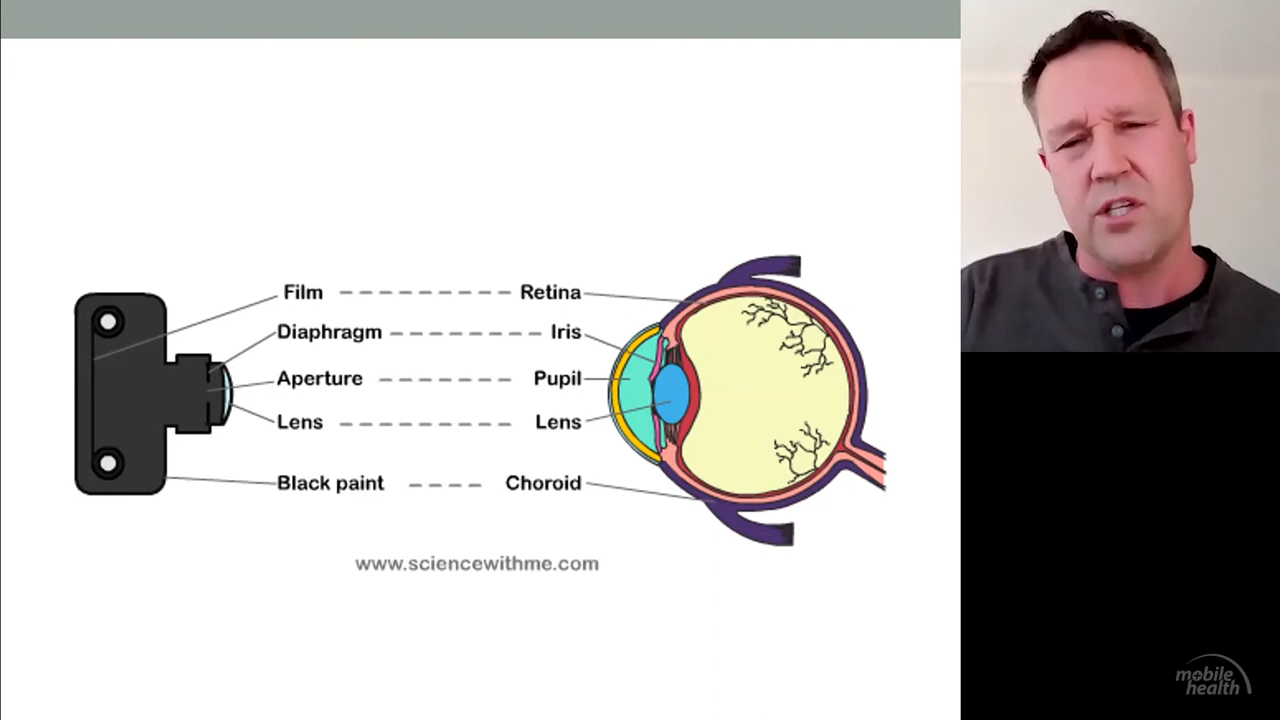 Film Retina
Diaphragm Iris
Aperture Pupil
Lens Lens
Black paint Choroid
www.sciencewithme.com
mobile
health